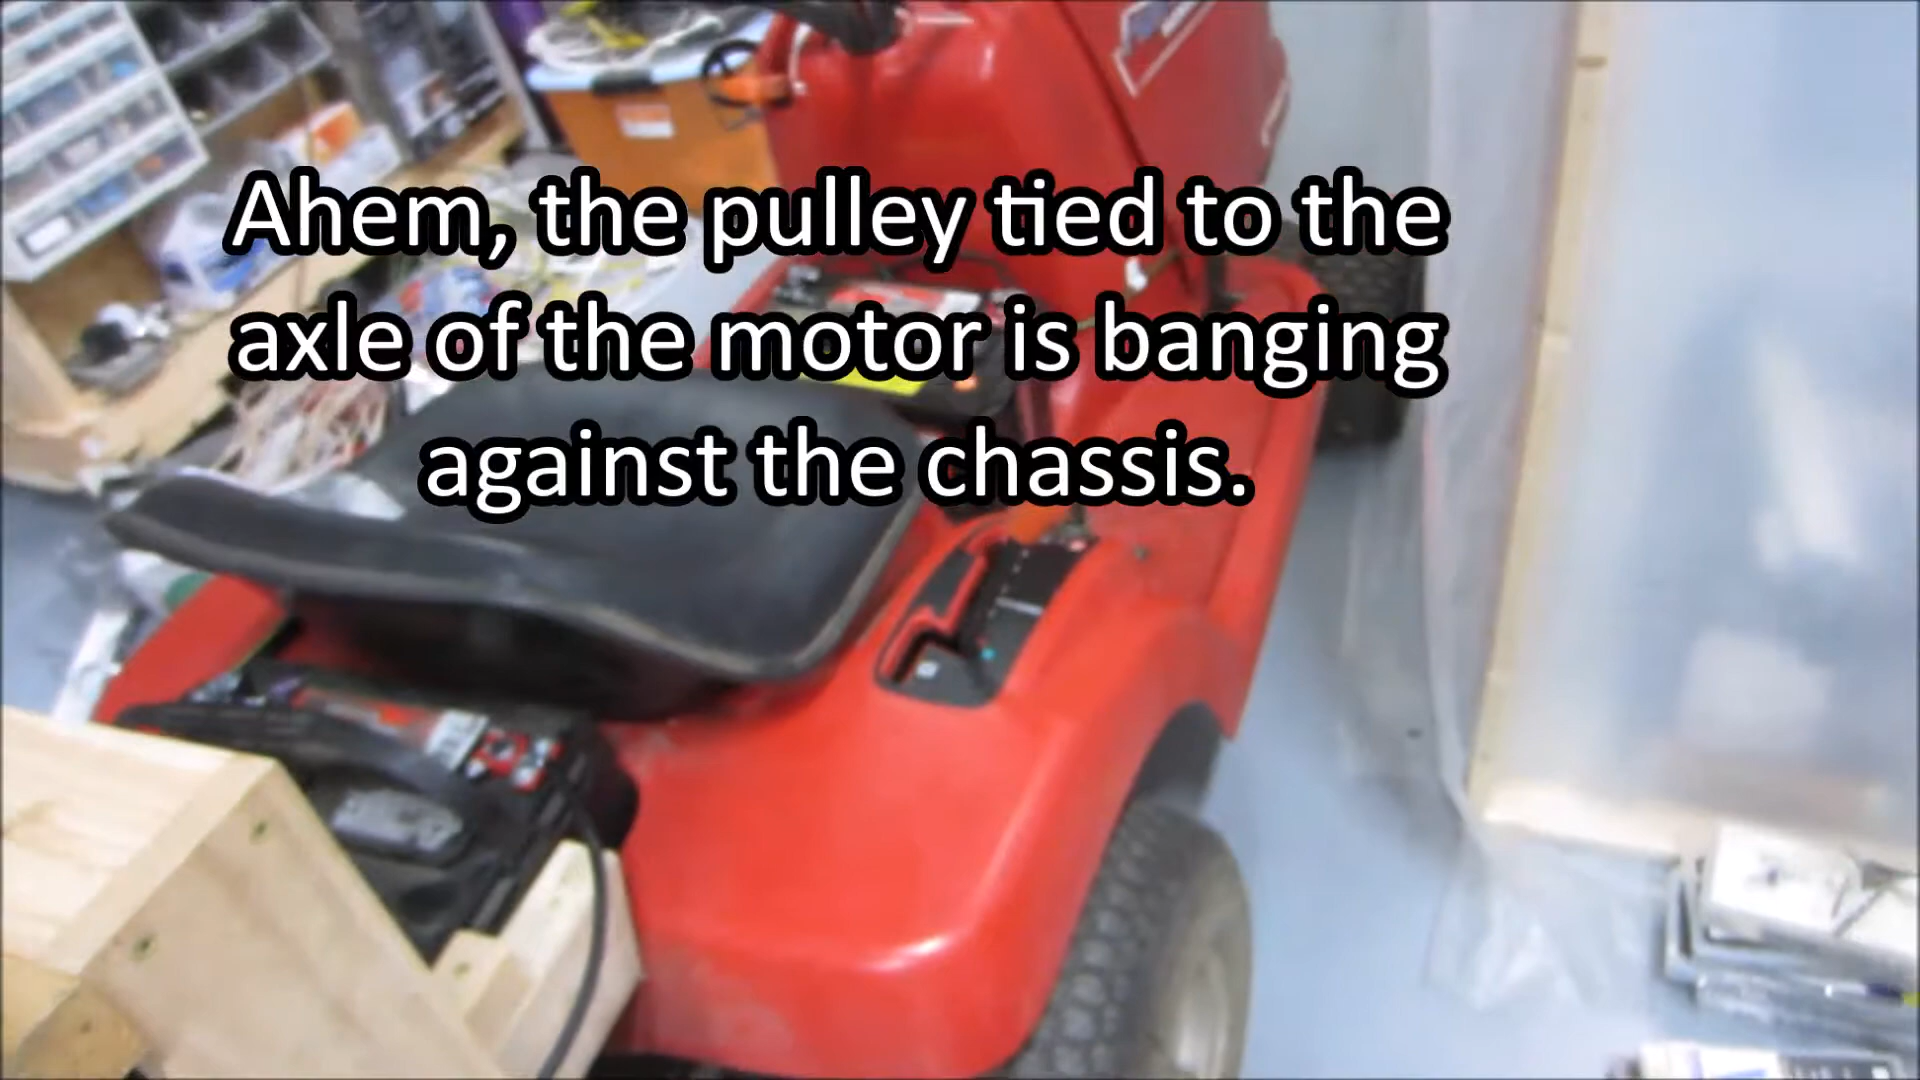 Ahem, the pulley tied to the
axle of the motor is banging
against the chassis.